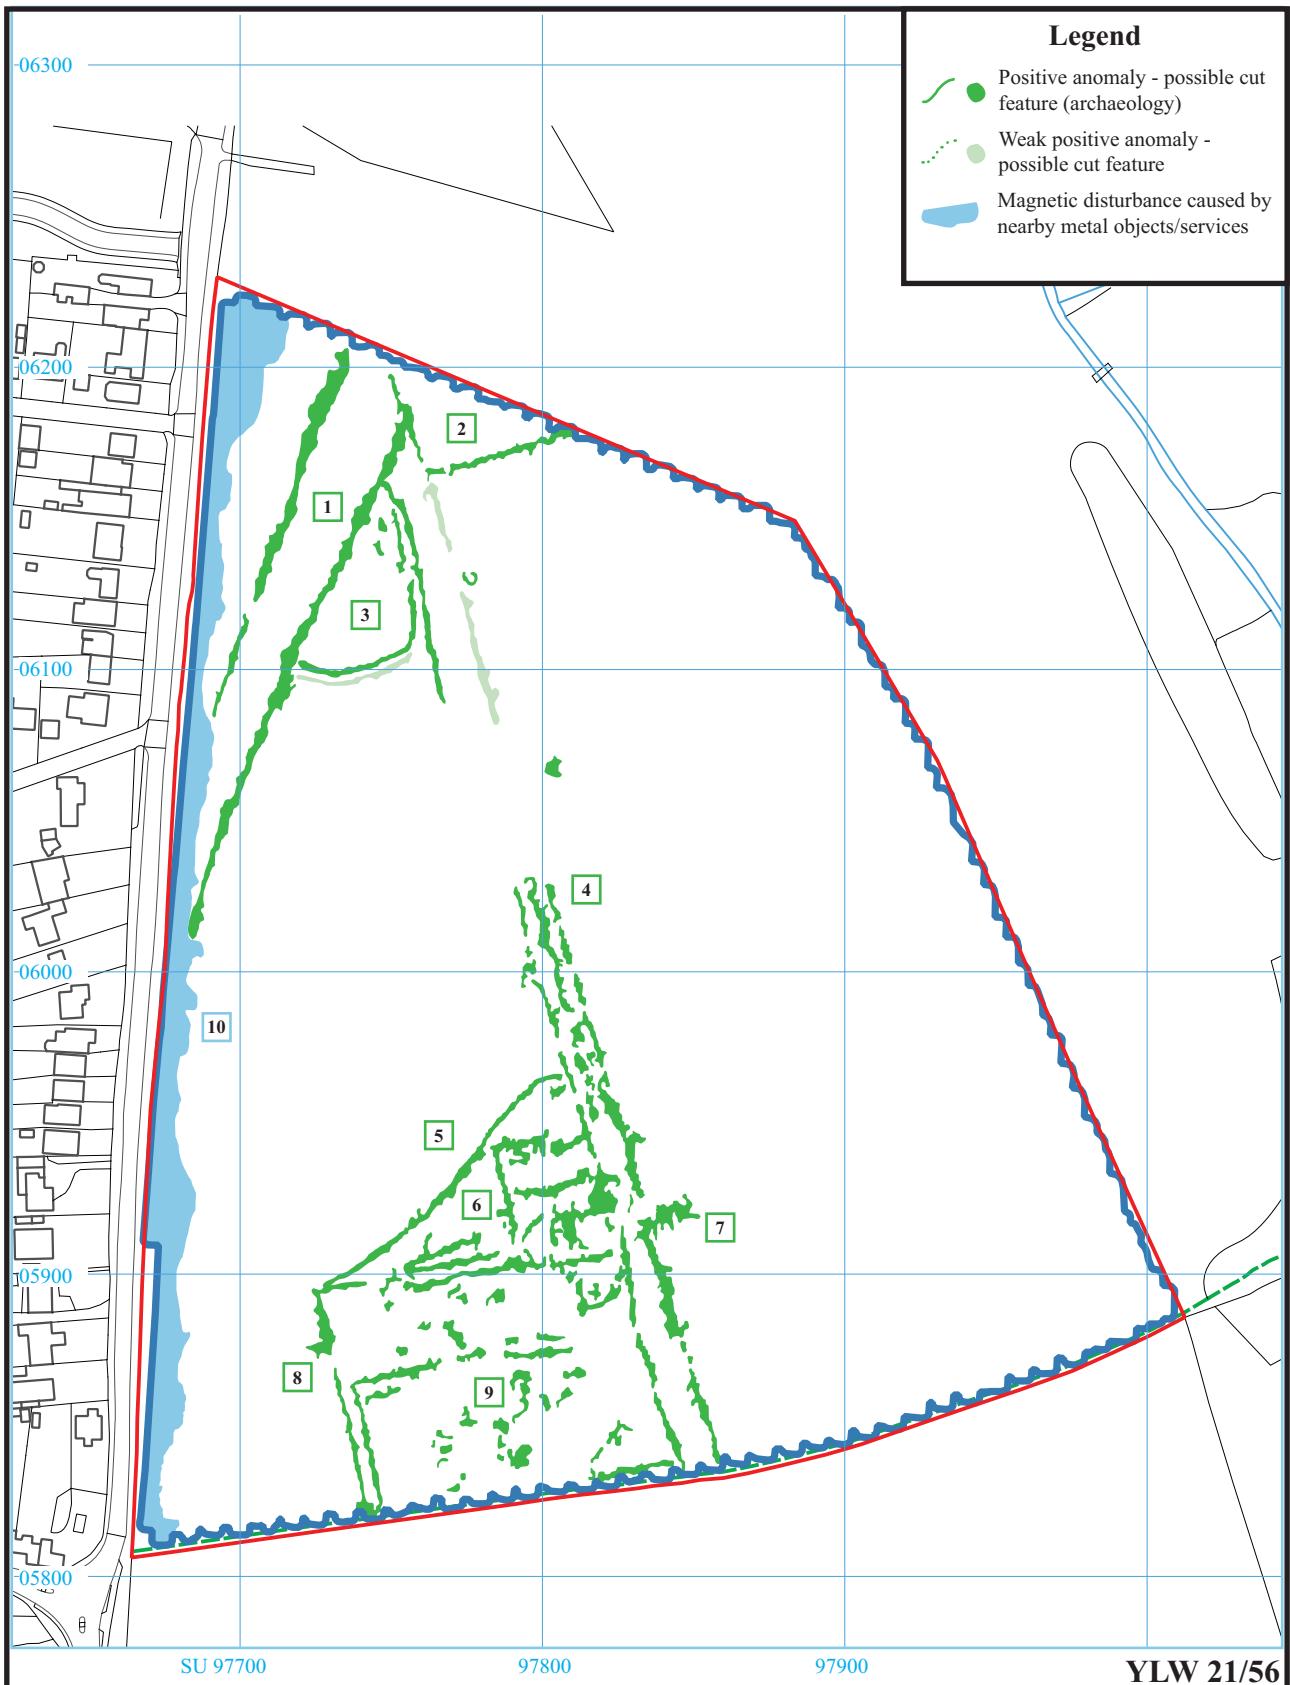 Legend
Positive anomaly - possible cut
feature (archaeology)
Weak positive anomaly -
possible cut feature
Magnetic disturbance caused by
nearby metal objects/services
06300
06200
2
1
3
06100
4
06000
10
5
6
7
05900
8
9
05800
SU 97700
97800
97900
YLW 21/56